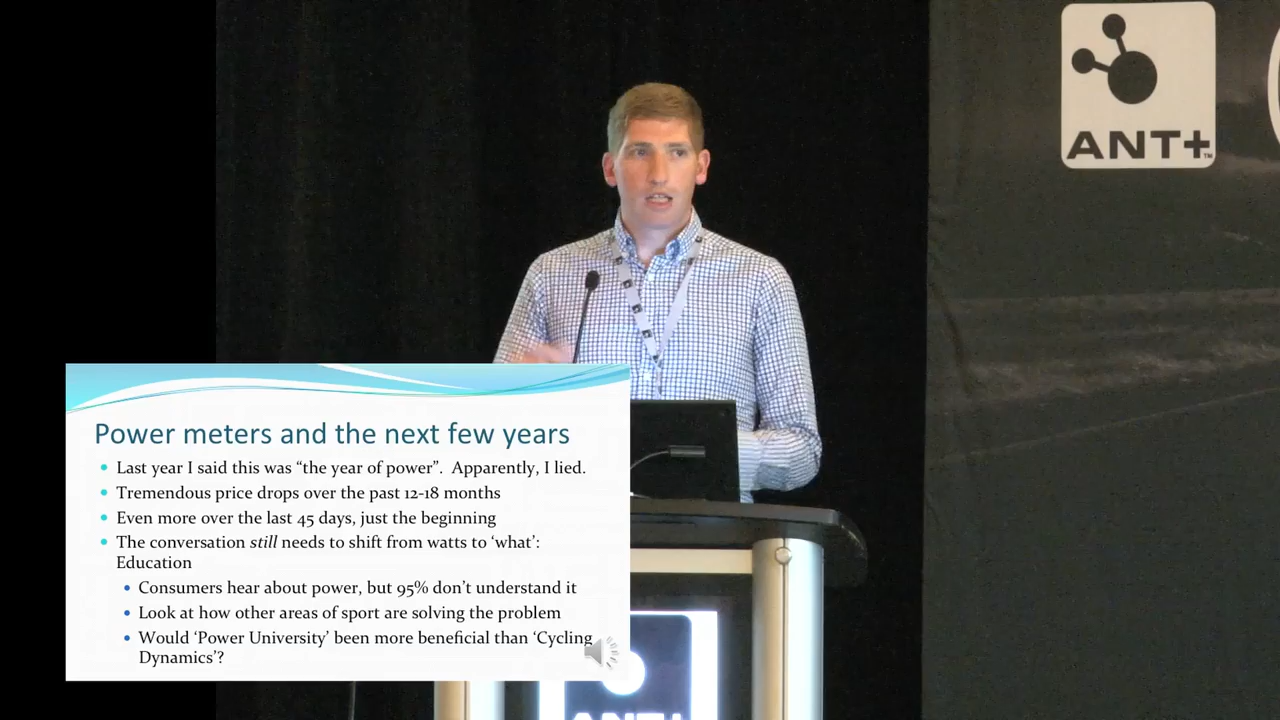 ANT+™
Power meters and the next few years
Last year I said this was “the year of power”. Apparently, I lied.
Tremendous price drops over the past 12-18 months
Even more over the last 45 days, just the beginning
The conversation still needs to shift from watts to ‘what’:
Education
Consumers hear about power, but 95% don’t understand it
Look at how other areas of sport are solving the problem
Would ‘Power University’ been more beneficial than ‘Cycling
Dynamics’?
ANT+